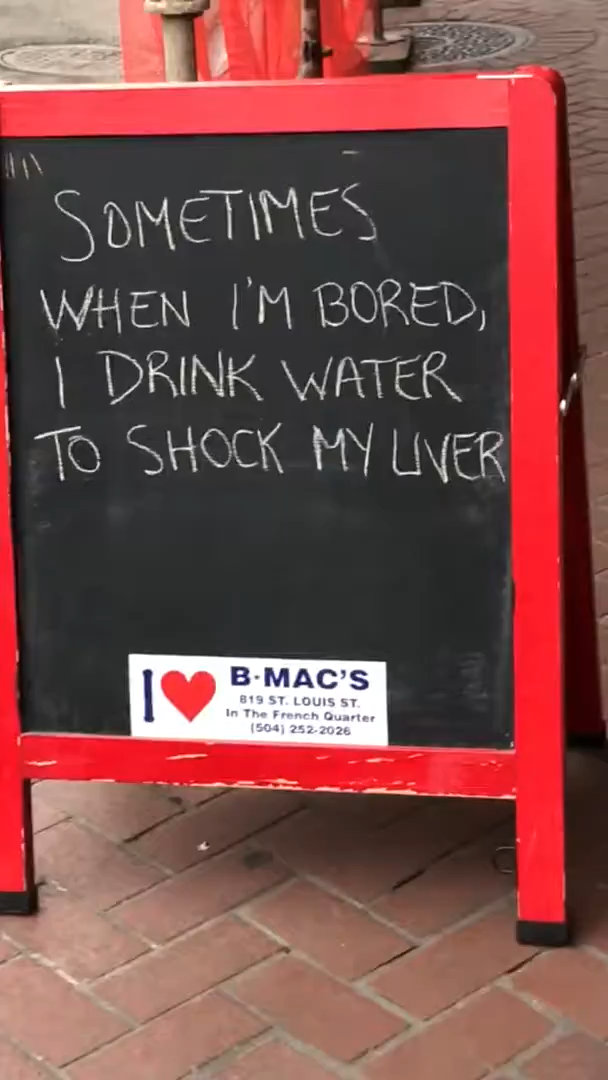 SOMETIMES
WHEN I'M BORED,
I DRINK WATER
TO SHOCK MY LIVER
I ♥ B-MAC'S
819 ST. LOUIS ST.
In The French Quarter
(504) 252-2026